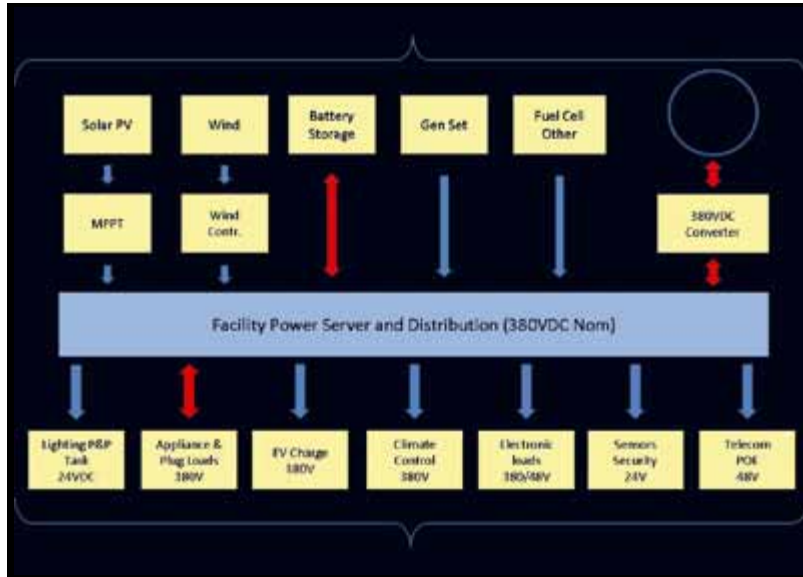 Solar PV
Wind
Battery
Storage
Gen Set
Fuel Cell
Other
MPPT
Wind
Contr.
380VDC
Converter
Facility Power Server and Distribution (380VDC Nom)
Lighting P&P
Task
24VDC
Appliance &
Plug Loads
380V
EV Charge
380V
Climate
Control
380V
Electronic
loads
380/48V
Sensors
Security
24V
Telecom
POE
48V